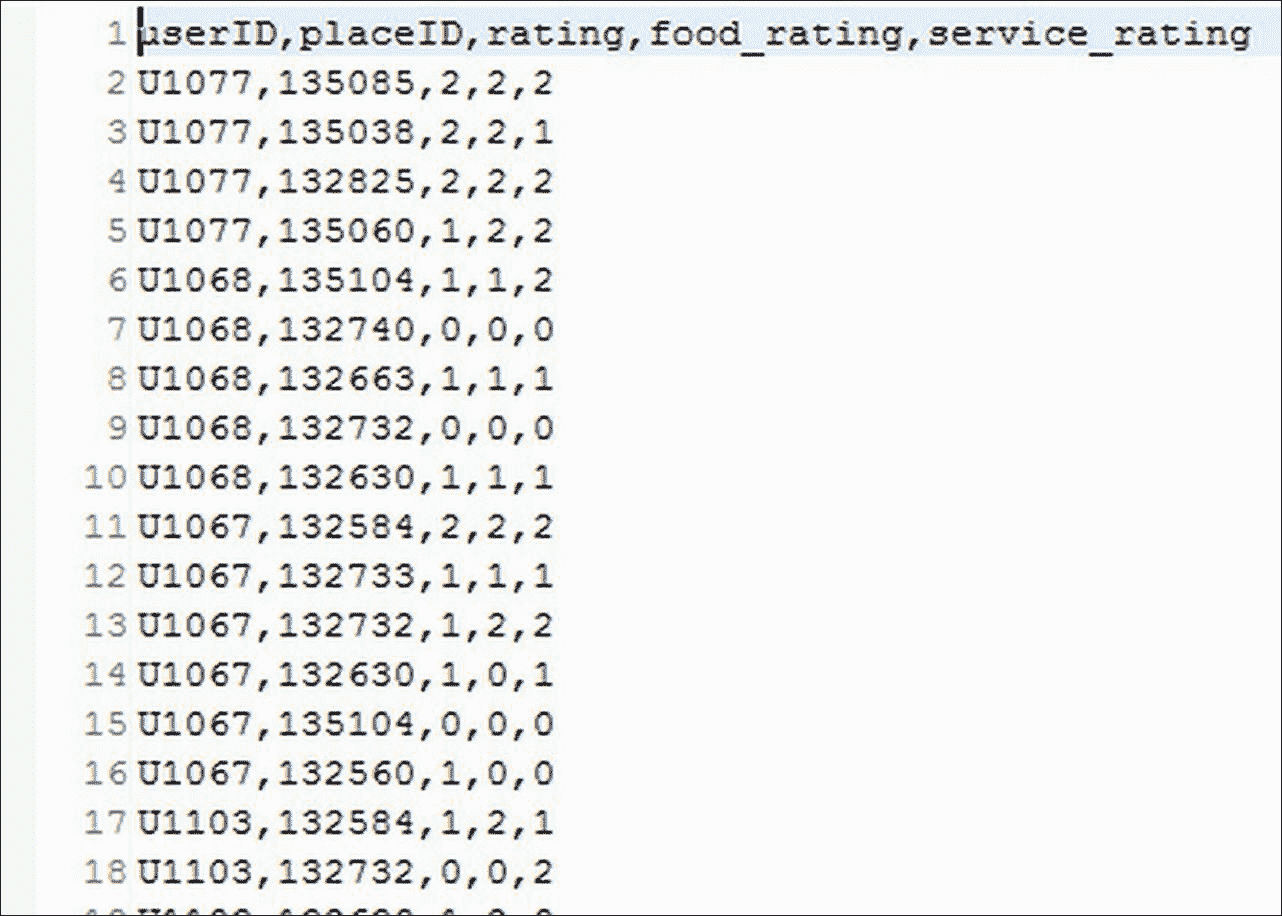 1 userID,placeID,rating,food_rating,service_rating
2 U1077,135085,2,2,2
3 U1077,135038,2,2,1
4 U1077,132825,2,2,2
5 U1077,135060,1,2,2
6 U1068,135104,1,1,2
7 U1068,132740,0,0,0
8 U1068,132663,1,1,1
9 U1068,132732,0,0,0
10 U1068,132630,1,1,1
11 U1067,132584,2,2,2
12 U1067,132733,1,1,1
13 U1067,132732,1,2,2
14 U1067,132630,1,0,1
15 U1067,135104,0,0,0
16 U1067,132560,1,0,0
17 U1103,132584,1,2,1
18 U1103,132732,0,0,2